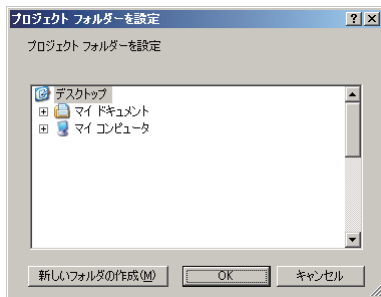 プロジェクト フォルダーを設定
プロジェクト フォルダーを設定
デスクトップ
マイ ドキュメント
マイ コンピュータ
新しいフォルダの作成(M) OK キャンセル